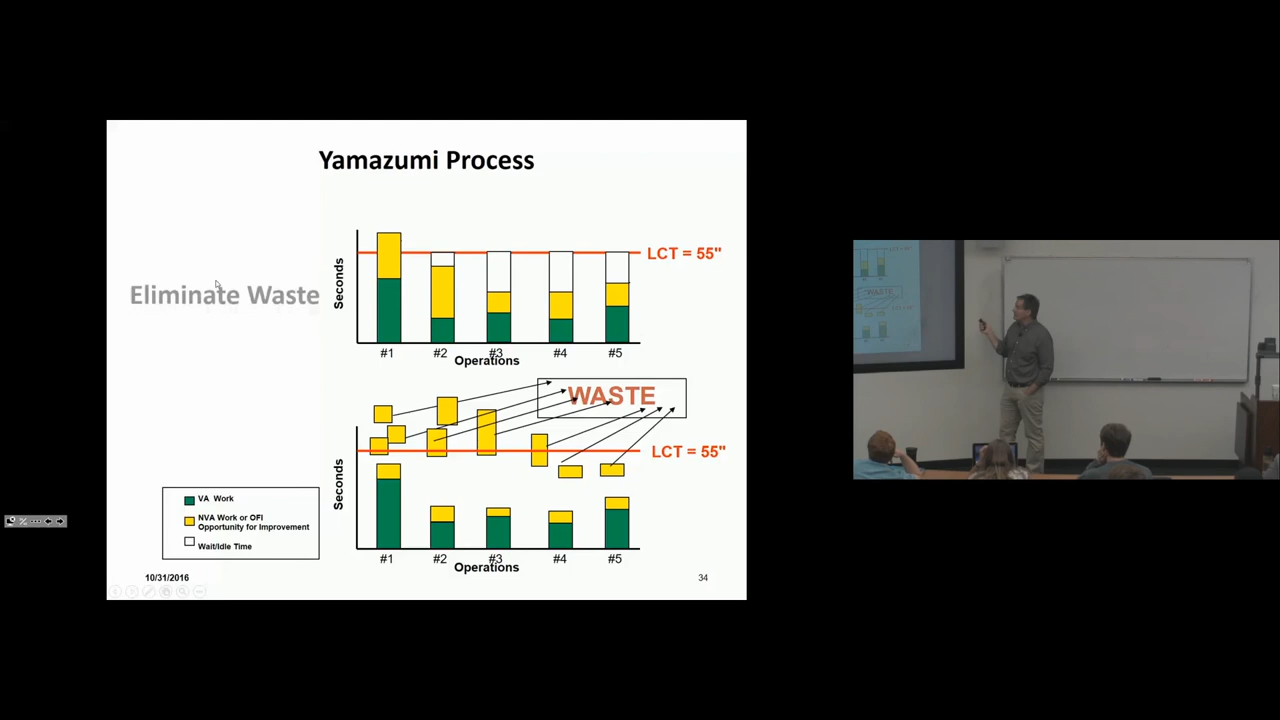 Yamazumi Process
LCT = 55"
Seconds
Eliminate Waste
#1 #2 #3 #4 #5
Operations
WASTE
LCT = 55"
Seconds
VA Work
NVA Work or OFI
Opportunity for Improvement
Wait/Idle Time
#1 #2 #3 #4 #5
Operations
10/31/2016
34
WASTE